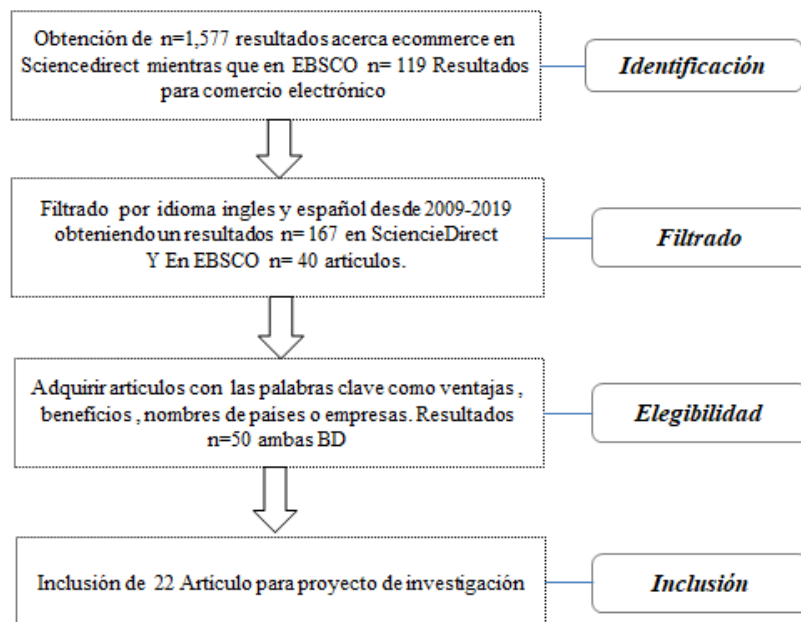 Obtención de n=1,577 resultados acerca ecommerce en
Sciencedirect mientras que en EBSCO n= 119 Resultados
para comercio electrónico
Identificación
Filtrado por idioma ingles y español desde 2009-2019
obteniendo un resultados n= 167 en SciencieDirect
Y En EBSCO n= 40 articulos.
Filtrado
Adquirir artículos con las palabras clave como ventajas ,
beneficios , nombres de países o empresas. Resultados
n=50 ambas BD
Elegibilidad
Inclusión de 22 Artículo para proyecto de investigación
Inclusión